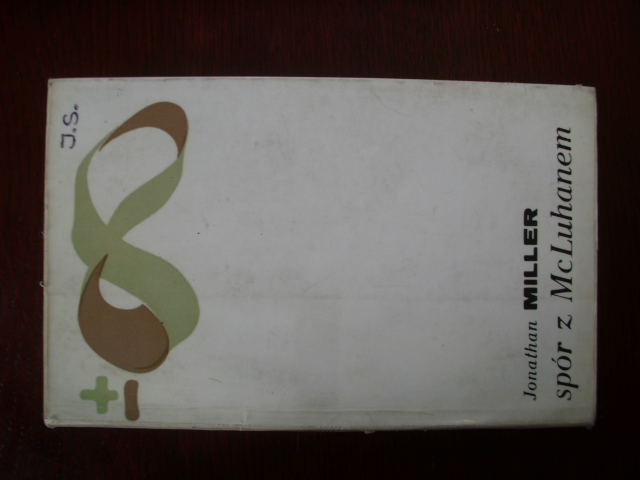 J.S.
Jonathan MILLER
spór z McLuhanem
±∞